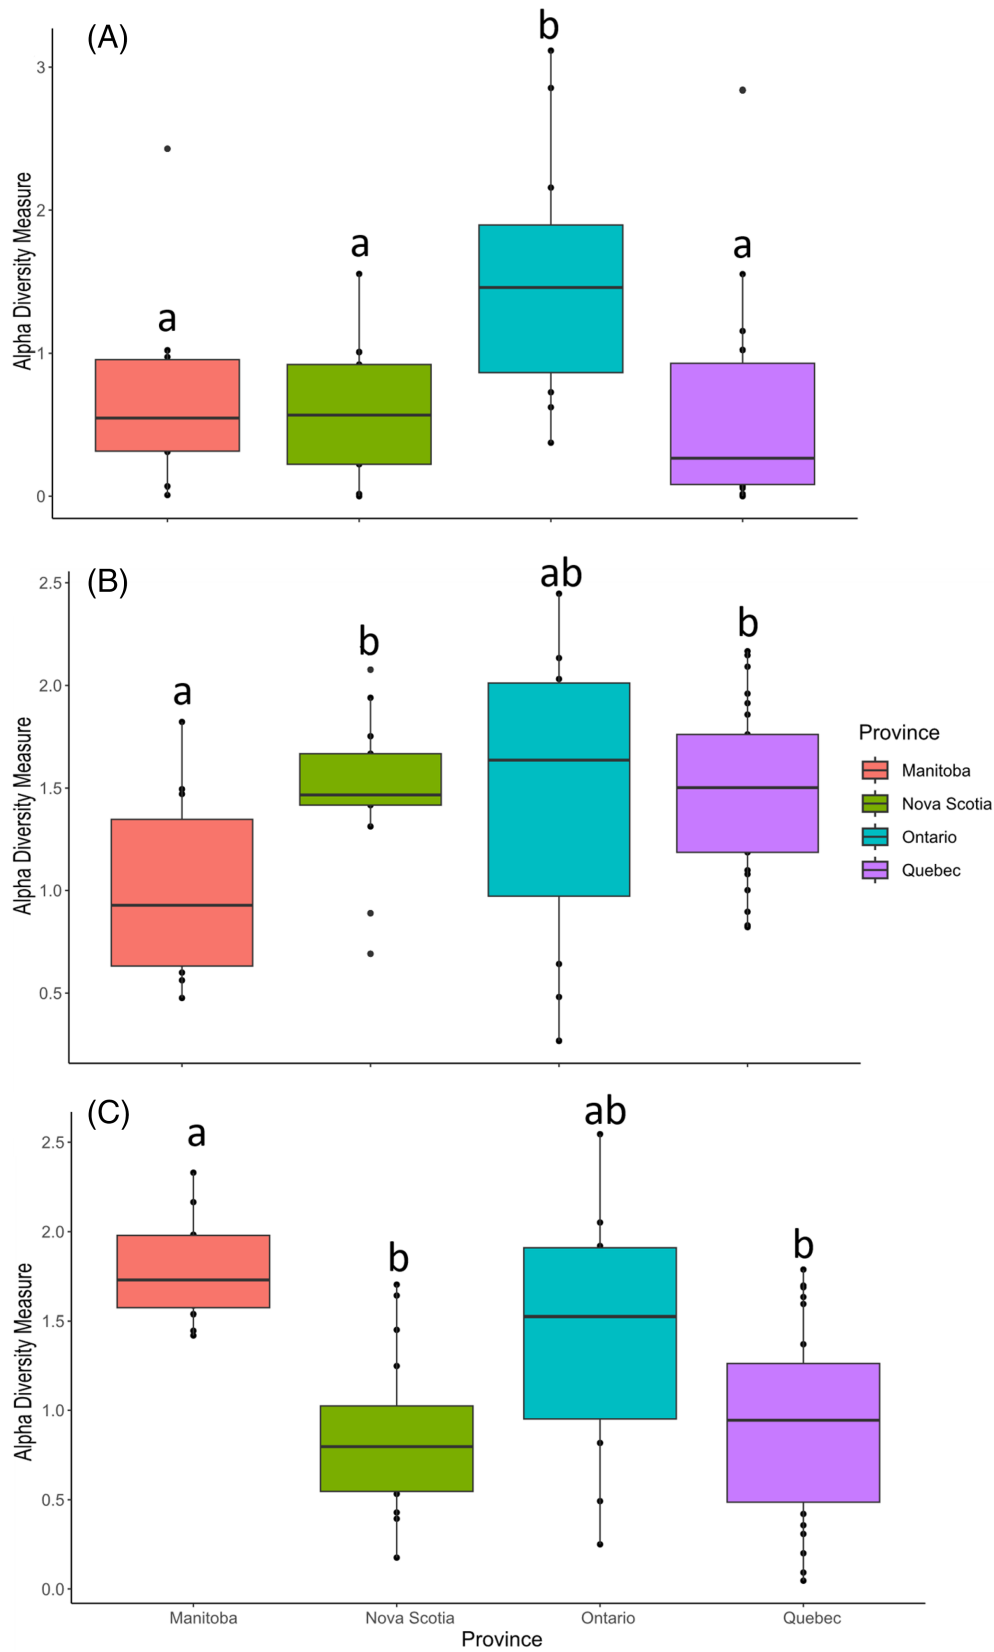 (A)
b
3
a
a
2
a
1
0
Alpha Diversity Measure
(B)
ab
2.5
b
b
a
2.0
1.5
1.0
0.5
Alpha Diversity Measure
Province
Manitoba
Nova Scotia
Ontario
Quebec
(C)
ab
a
2.5
b
b
2.0
1.5
1.0
0.5
0.0
Alpha Diversity Measure
Manitoba Nova Scotia Ontario Quebec
Province